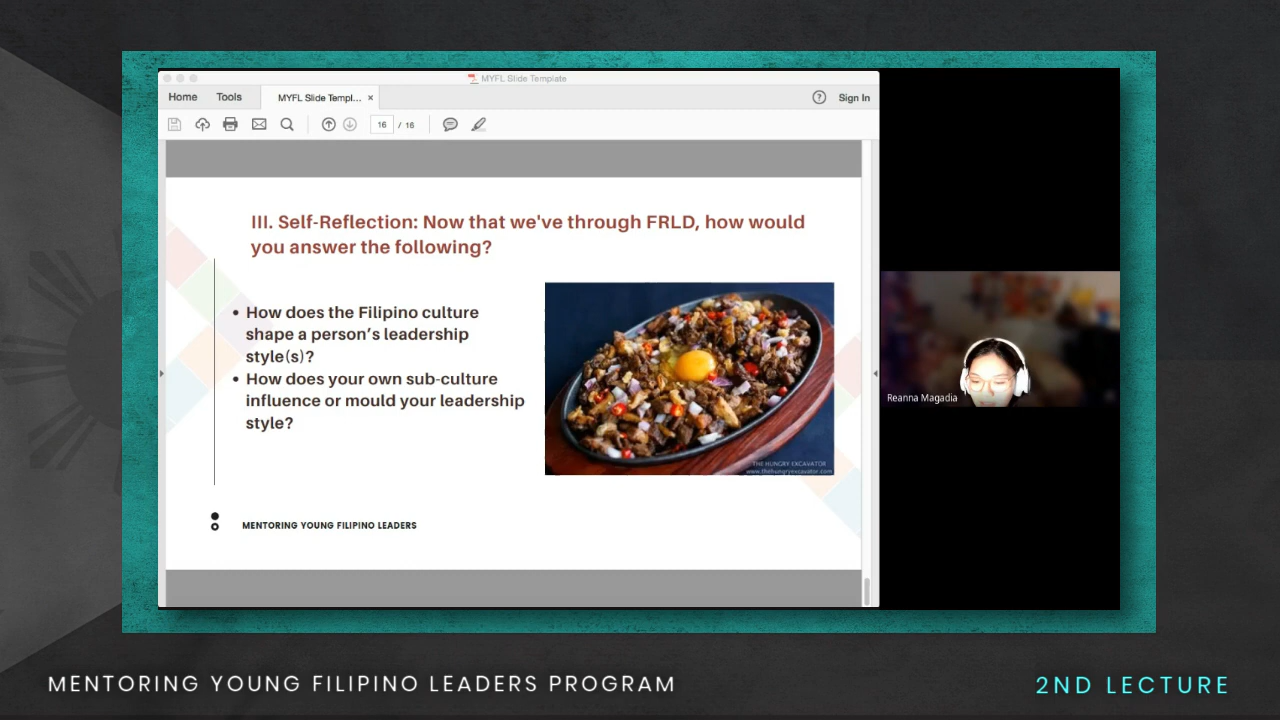 MYFL Slide Template
Home Tools MYFL Slide Templ... × ? Sign In
16 / 16
III. Self-Reflection: Now that we've through FRLD, how would
you answer the following?
• How does the Filipino culture
shape a person's leadership
style(s)?
• How does your own sub-culture
influence or mould your leadership
style?
THE HUNGRY EXCAVATOR
www.thehungryexcavator.com
MENTORING YOUNG FILIPINO LEADERS
Reanna Magadia
MENTORING YOUNG FILIPINO LEADERS PROGRAM
2ND LECTURE